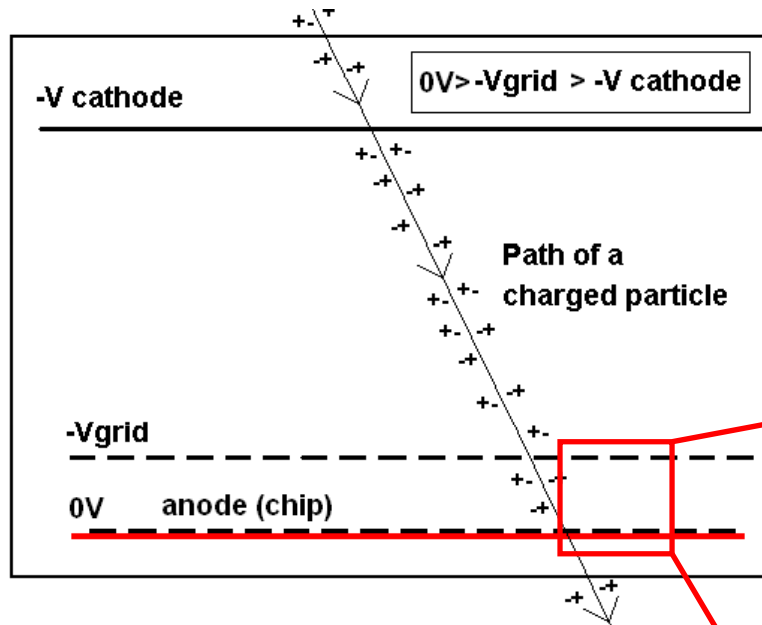 +- -+
-+ -+
0V> -Vgrid > -V cathode
-V cathode
+- +-
-+ -+
-+ -+
Path of a
charged particle
+- +-
+- -+
-+
+- -+
-Vgrid
+-
+- -+
-+
0V anode (chip)
-+ -+